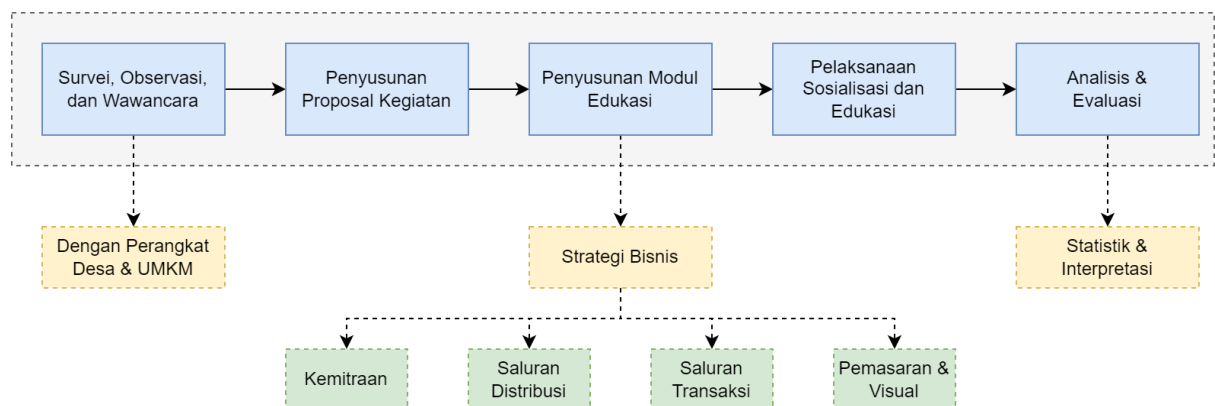 Survei, Observasi,
dan Wawancara
Penyusunan
Proposal Kegiatan
Penyusunan Modul
Edukasi
Pelaksanaan
Sosialisasi dan
Edukasi
Analisis &
Evaluasi
Dengan Perangkat
Desa & UMKM
Strategi Bisnis
Statistik &
Interpretasi
Kemitraan
Saluran
Distribusi
Saluran
Transaksi
Pemasaran &
Visual